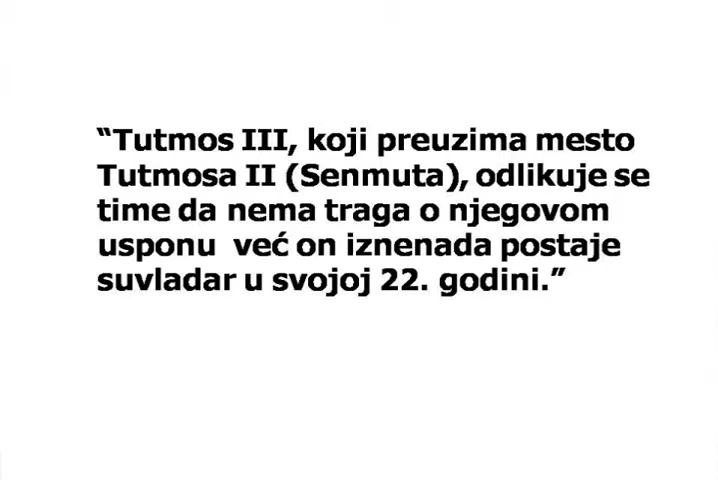 “Tutmos III, koji preuzima mesto
Tutmosa II (Senmuta), odlikuje se
time da nema traga o njegovom
usponu  već on iznenada postaje
suvladar u svojoj 22. godini.”